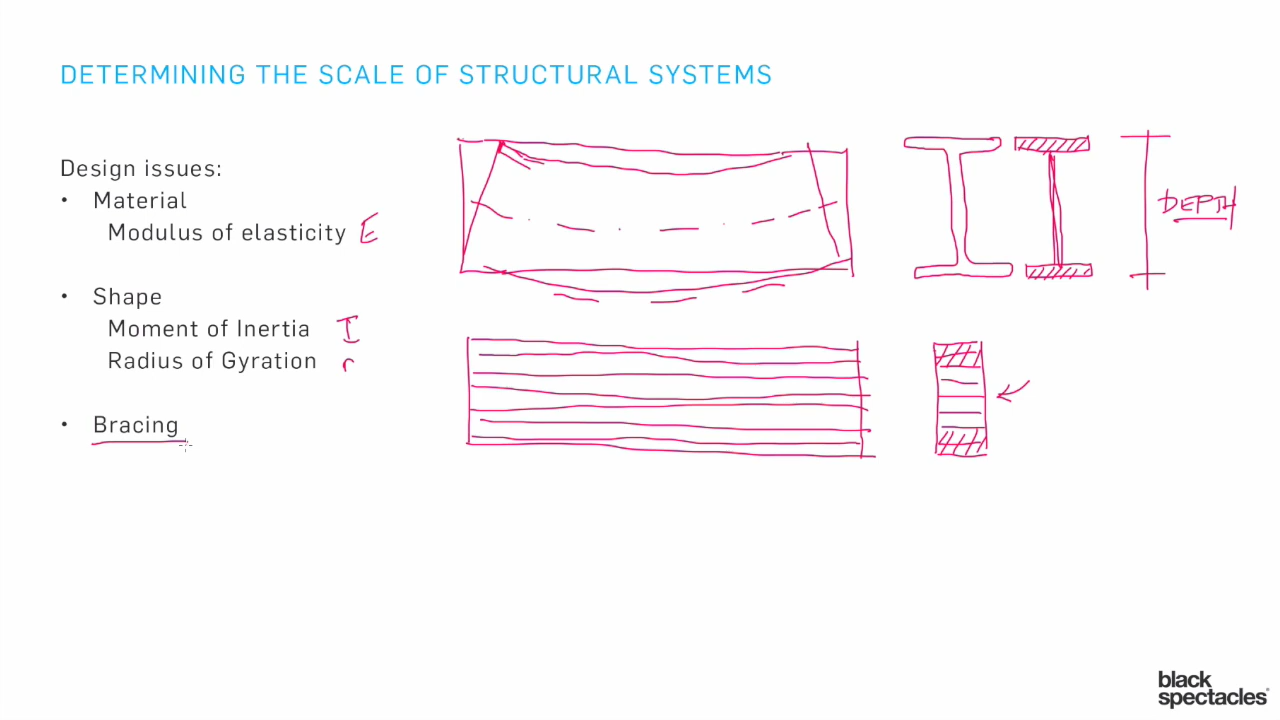 DETERMINING THE SCALE OF STRUCTURAL SYSTEMS
Design issues:
• Material
Modulus of elasticity E
• Shape
Moment of Inertia I
Radius of Gyration r
• Bracing
DEPTH
black
spectacles